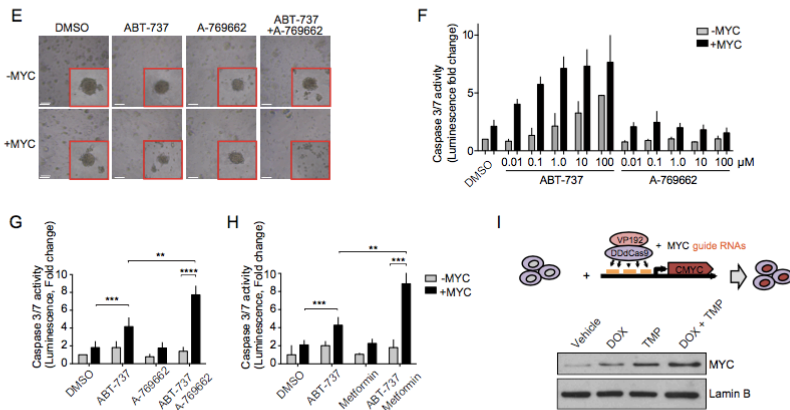 E
DMSO
ABT-737
A-769662
ABT-737
+A-769662
-MYC
+MYC
F
Caspase 3/7 activity
(Luminescence fold change)
10
5
0
-MYC
+MYC
DMSO
0.01 0.1 1.0 10 100
0.01 0.1 1.0 10 100 µM
ABT-737
A-769662
G
Caspase 3/7 activity
(Luminescence, Fold change)
10
8
6
4
2
0
***
**
****
-MYC
+MYC
DMSO
ABT-737
A-769662
ABT-737
A-769662
H
Caspase 3/7 activity
(Luminescence, Fold change)
10
8
6
4
2
0
***
**
***
-MYC
+MYC
DMSO
ABT-737
Metformin
ABT-737
Metformin
I
VP192
DDdCas9
+ MYC guide RNAs
+
CMYC
Vehicle
DOX
TMP
DOX + TMP
MYC
Lamin B